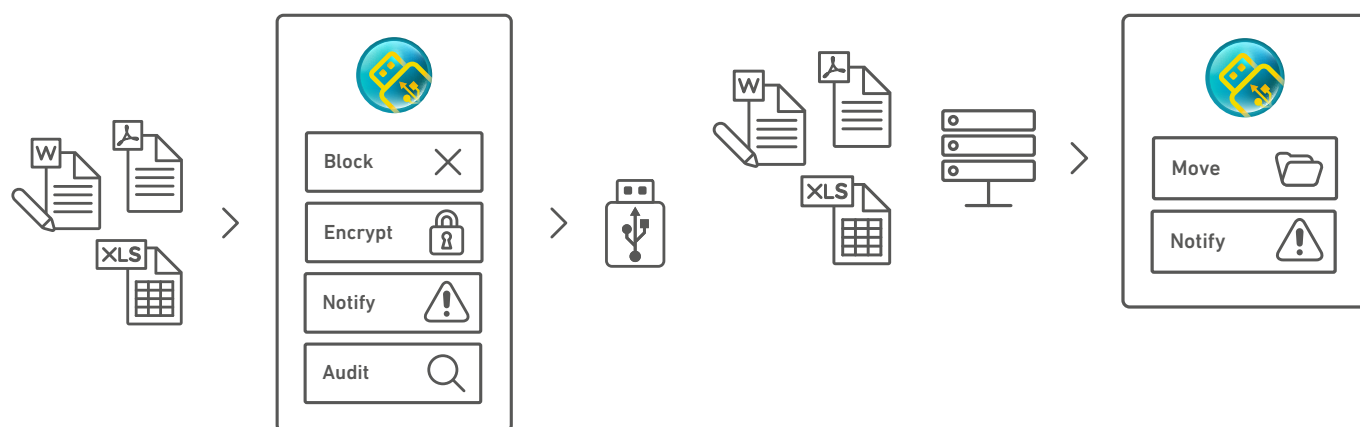 W
XLS
Block
Encrypt
Notify
Audit
W
XLS
Move
Notify